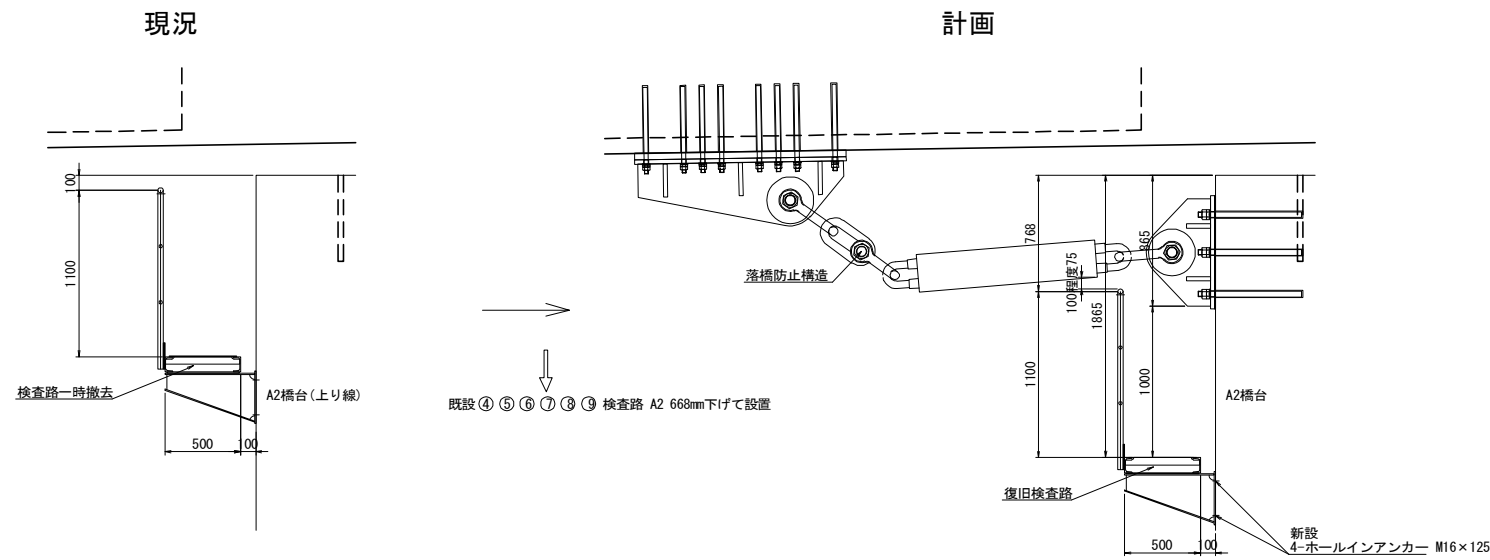 現況
計画
100
1100
検査路一時撤去
A2橋台(上り線)
500
100
既設④ ⑤ ⑥ ⑦ ⑧ ⑨ 検査路 A2 668mm下げて設置
落橋防止構造
768
100程度75
1865
865
1100
1000
A2橋台
復旧検査路
500
100
新設
4-ホールインアンカー M16×125